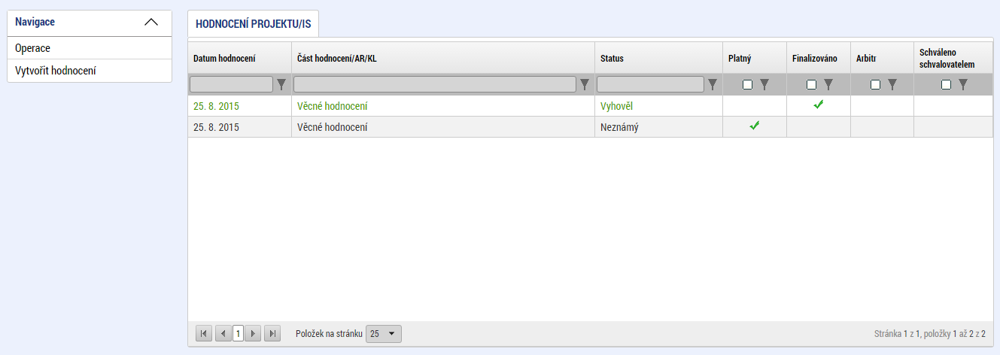 Navigace
Operace
Vytvořit hodnocení
HODNOCENÍ PROJEKTU/IS
Datum hodnocení Část hodnocení/AR/KL Status Platný Finalizováno Arbitr Schváleno schvalovatelem
25. 8. 2015 Věcné hodnocení Vyhověl
25. 8. 2015 Věcné hodnocení Neznámý
1 Položek na stránku 25 Stránka 1 z 1, položky 1 až 2 z 2